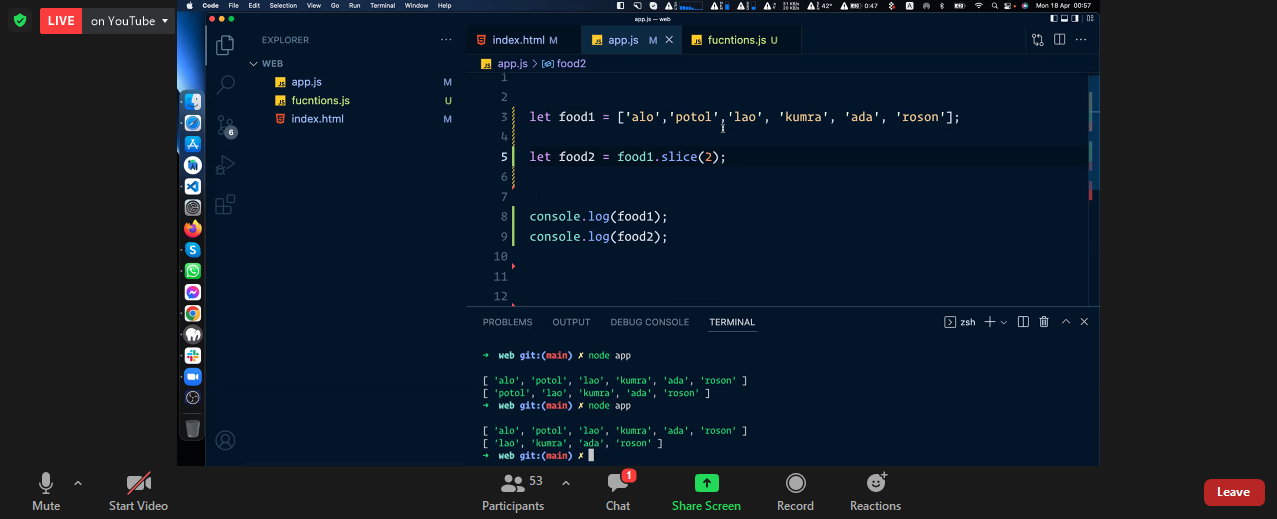 LIVE on YouTube
Code File Edit Selection View Go Run Terminal Window Help
42° 0:47 Mon 18 Apr 00:57
app.js — web
EXPLORER
WEB
app.js M
fucntions.js U
index.html M
6
index.html M app.js M fucntions.js U
app.js > food2
1
2
3 let food1 = ['alo','potol','lao', 'kumra', 'ada', 'roson'];
4
5 let food2 = food1.slice(2);
6
7
8 console.log(food1);
9 console.log(food2);
10
11
12
PROBLEMS OUTPUT DEBUG CONSOLE TERMINAL zsh
→ web git:(main) ✗ node app
[ 'alo', 'potol', 'lao', 'kumra', 'ada', 'roson' ]
[ 'potol', 'lao', 'kumra', 'ada', 'roson' ]
→ web git:(main) ✗ node app
[ 'alo', 'potol', 'lao', 'kumra', 'ada', 'roson' ]
[ 'lao', 'kumra', 'ada', 'roson' ]
→ web git:(main) ✗
53 1
Mute Start Video Participants Chat Share Screen Record Reactions Leave